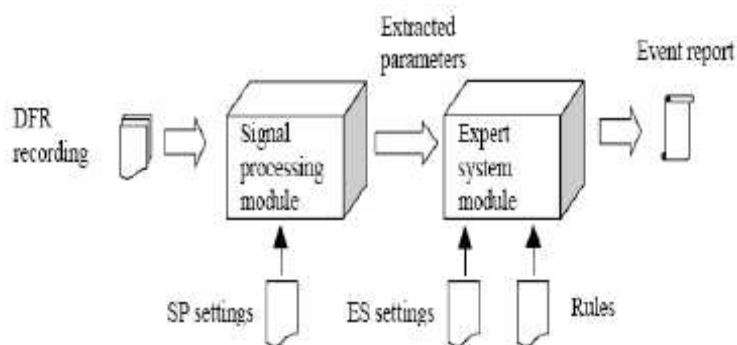 Extracted
parameters
Event report
DFR
recording
Signal
processing
module
Expert
system
module
SP settings
ES settings
Rules